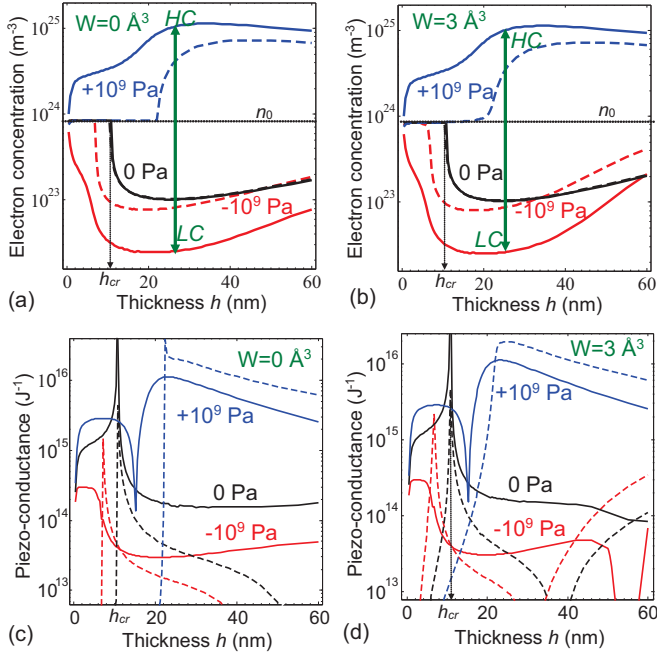 W=0 Å³
HC
+10⁹ Pa
n₀
0 Pa
-10⁹ Pa
LC
h_cr
Electron concentration (m⁻³)
10²⁵
10²⁴
10²³
0 20 40 60
Thickness h (nm)
(a)
W=3 Å³
HC
+10⁹ Pa
n₀
0 Pa
-10⁹ Pa
LC
h_cr
Electron concentration (m⁻³)
10²⁵
10²⁴
10²³
0 20 40 60
Thickness h (nm)
(b)
W=0 Å³
+10⁹ Pa
0 Pa
-10⁹ Pa
Piezo-conductance (J⁻¹)
10¹⁶
10¹⁵
10¹⁴
10¹³
0 h_cr 20 40 60
Thickness h (nm)
(c)
W=3 Å³
+10⁹ Pa
0 Pa
-10⁹ Pa
Piezo-conductance (J⁻¹)
10¹⁶
10¹⁵
10¹⁴
10¹³
0 h_cr 20 40 60
Thickness h (nm)
(d)